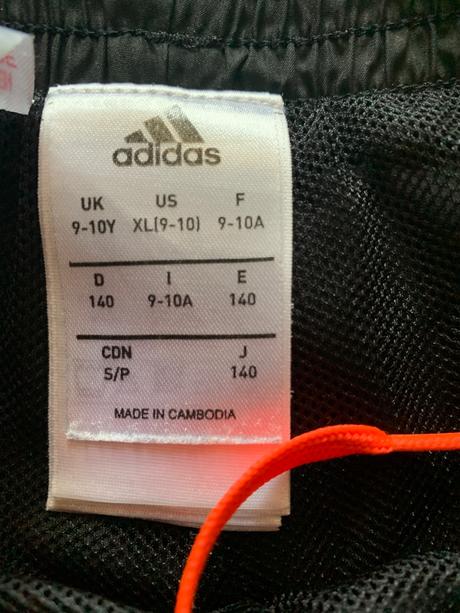 adidas
UK US F
9-10Y XL(9-10) 9-10A
D I E
140 9-10A 140
CDN J
S/P 140
MADE IN CAMBODIA